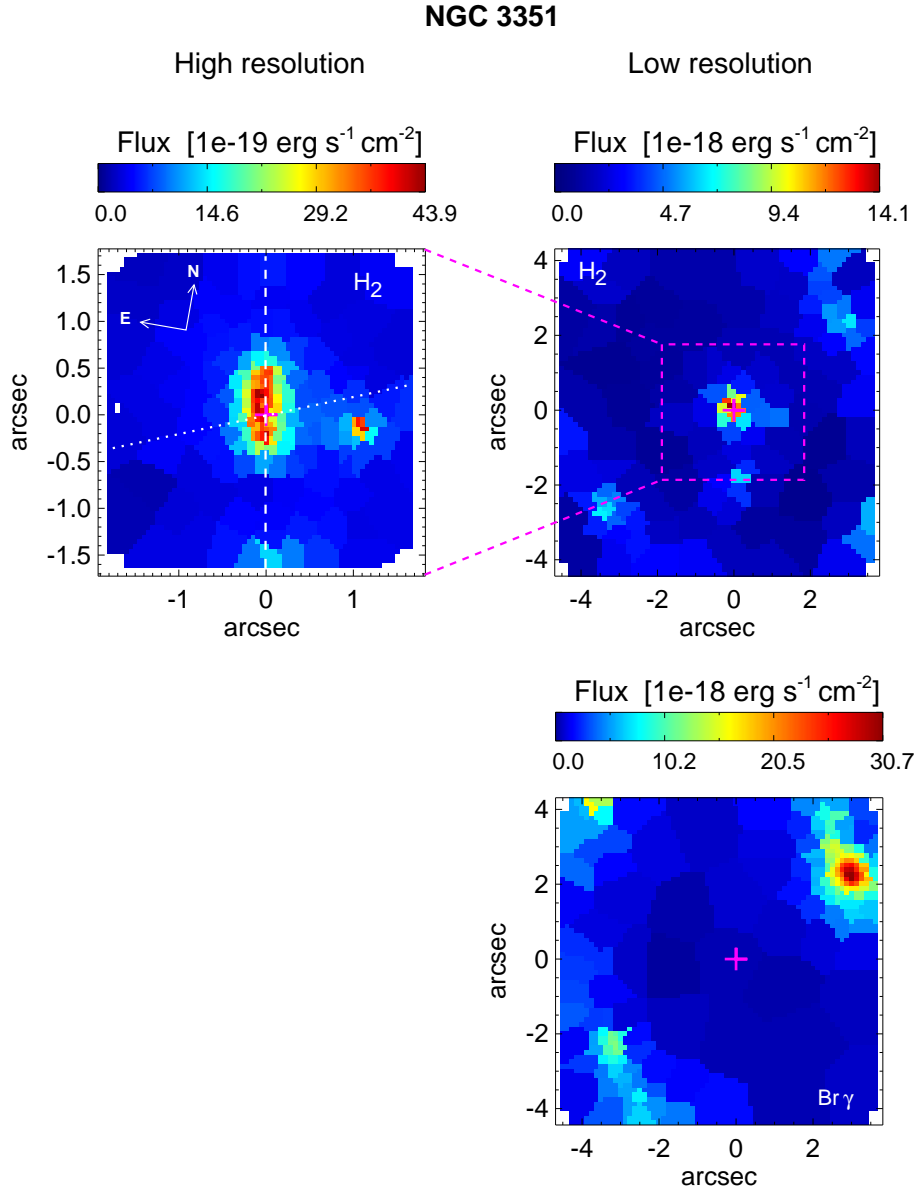 NGC 3351
High resolution
Low resolution
Flux [1e-19 erg s-1 cm-2]
0.0 14.6 29.2 43.9
Flux [1e-18 erg s-1 cm-2]
0.0 4.7 9.4 14.1
H2
N
E
1.5
1.0
0.5
0.0
-0.5
-1.0
-1.5
arcsec
-1 0 1
arcsec
H2
4
2
0
-2
-4
arcsec
-4 -2 0 2
arcsec
Flux [1e-18 erg s-1 cm-2]
0.0 10.2 20.5 30.7
4
2
0
-2
-4
arcsec
Br γ
-4 -2 0 2
arcsec